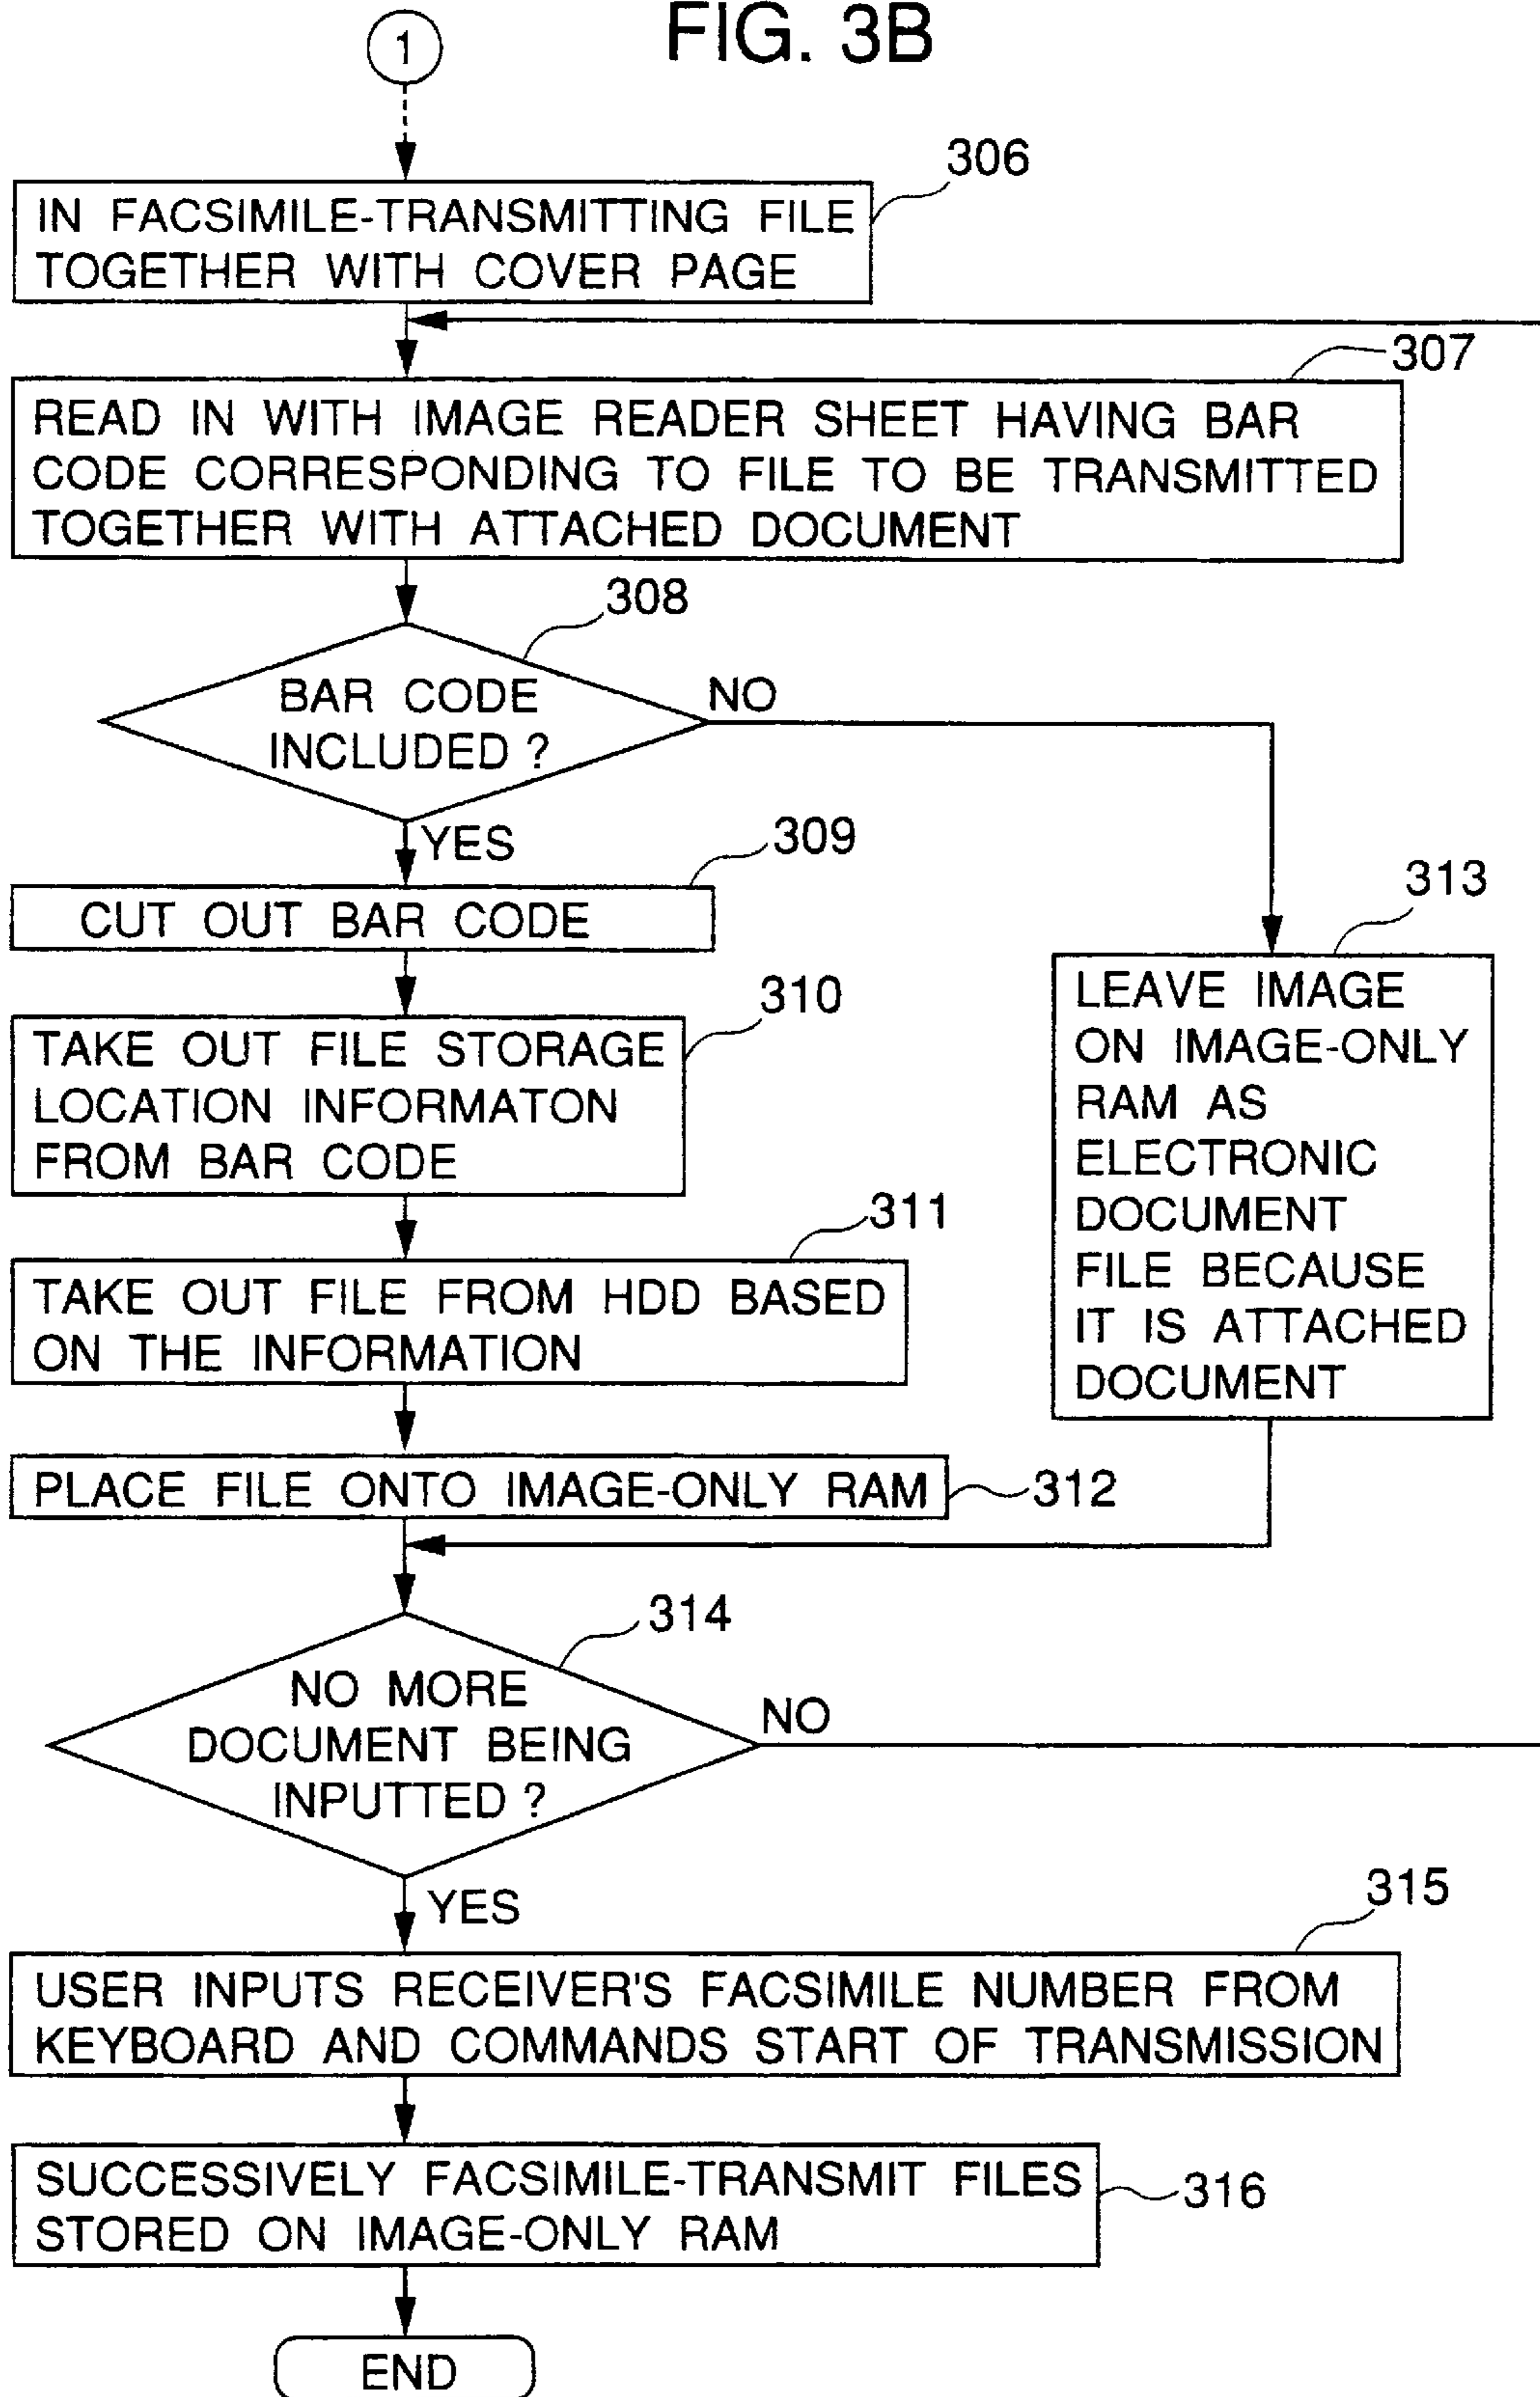 FIG. 3B
1
306
IN FACSIMILE-TRANSMITTING FILE
TOGETHER WITH COVER PAGE
307
READ IN WITH IMAGE READER SHEET HAVING BAR
CODE CORRESPONDING TO FILE TO BE TRANSMITTED
TOGETHER WITH ATTACHED DOCUMENT
308
BAR CODE
INCLUDED ?
NO
YES
309
CUT OUT BAR CODE
310
TAKE OUT FILE STORAGE
LOCATION INFORMATON
FROM BAR CODE
311
TAKE OUT FILE FROM HDD BASED
ON THE INFORMATION
PLACE FILE ONTO IMAGE-ONLY RAM
312
313
LEAVE IMAGE
ON IMAGE-ONLY
RAM AS
ELECTRONIC
DOCUMENT
FILE BECAUSE
IT IS ATTACHED
DOCUMENT
314
NO MORE
DOCUMENT BEING
INPUTTED ?
NO
YES
315
USER INPUTS RECEIVER'S FACSIMILE NUMBER FROM
KEYBOARD AND COMMANDS START OF TRANSMISSION
SUCCESSIVELY FACSIMILE-TRANSMIT FILES
STORED ON IMAGE-ONLY RAM
316
END